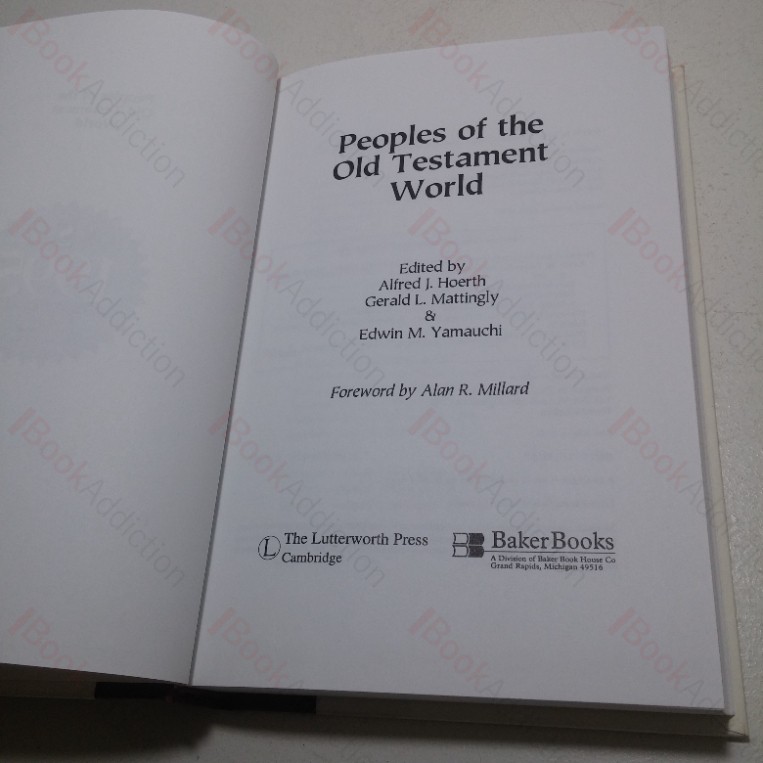 Peoples of the
Old Testament
World
Edited by
Alfred J. Hoerth
Gerald L. Mattingly
&
Edwin M. Yamauchi
Foreword by Alan R. Millard
L
The Lutterworth Press
Cambridge
BakerBooks
A Division of Baker Book House Co
Grand Rapids, Michigan 49516
BookAddiction